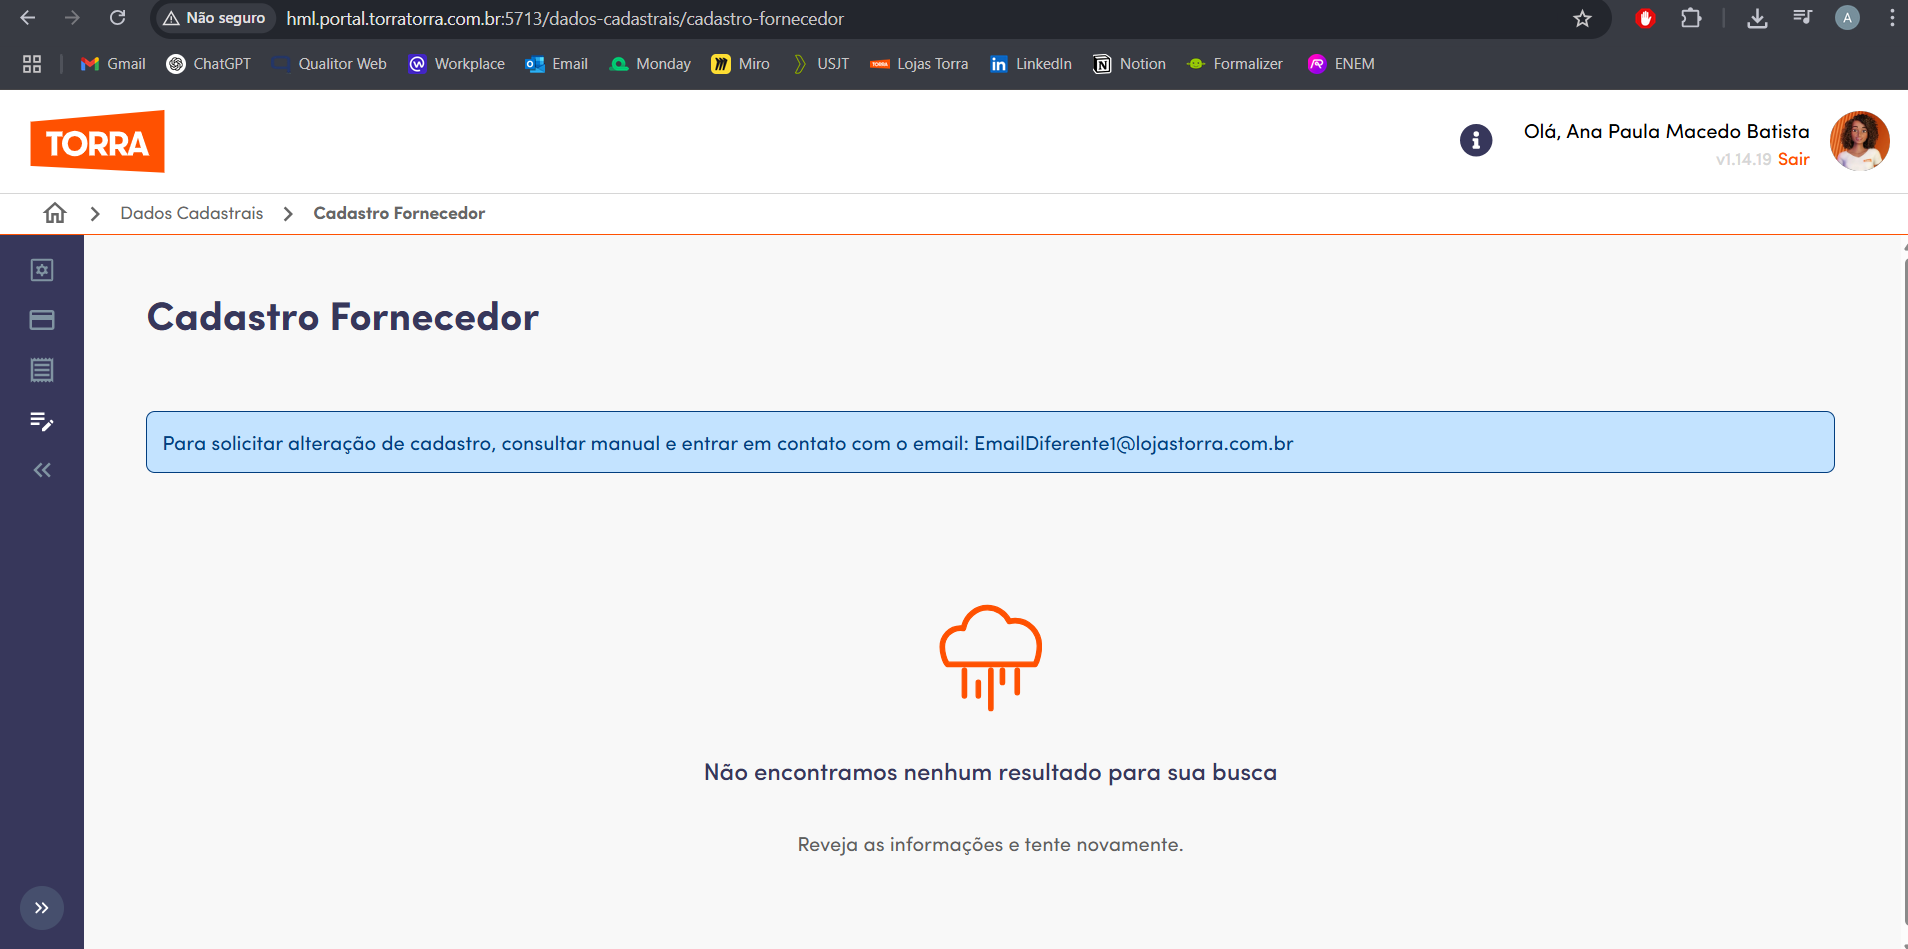 Não seguro
hml.portal.torratorra.com.br:5713/dados-cadastrais/cadastro-fornecedor
A
Gmail
ChatGPT
Qualitor Web
Workplace
Email
Monday
Miro
USJT
Lojas Torra
LinkedIn
Notion
Formalizer
ENEM
TORRA
Olá, Ana Paula Macedo Batista
v1.14.19 Sair
Dados Cadastrais
Cadastro Fornecedor
Cadastro Fornecedor
Para solicitar alteração de cadastro, consultar manual e entrar em contato com o email: EmailDiferente1@lojastorra.com.br
Não encontramos nenhum resultado para sua busca
Reveja as informações e tente novamente.